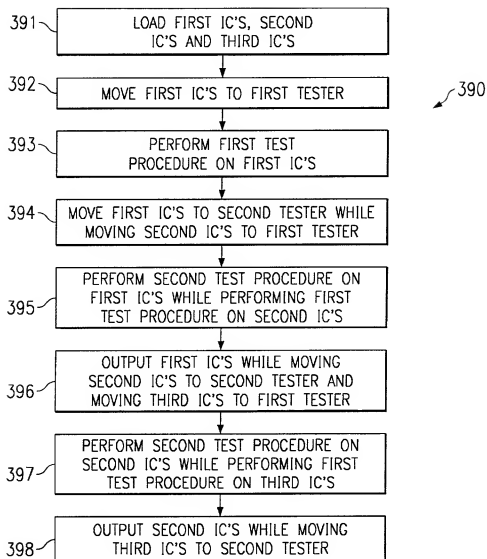 391
LOAD FIRST IC'S, SECOND
IC'S AND THIRD IC'S
392
MOVE FIRST IC'S TO FIRST TESTER
390
393
PERFORM FIRST TEST
PROCEDURE ON FIRST IC'S
394
MOVE FIRST IC'S TO SECOND TESTER WHILE
MOVING SECOND IC'S TO FIRST TESTER
395
PERFORM SECOND TEST PROCEDURE ON
FIRST IC'S WHILE PERFORMING FIRST
TEST PROCEDURE ON SECOND IC'S
396
OUTPUT FIRST IC'S WHILE MOVING
SECOND IC'S TO SECOND TESTER AND
MOVING THIRD IC'S TO FIRST TESTER
397
PERFORM SECOND TEST PROCEDURE ON
SECOND IC'S WHILE PERFORMING FIRST
TEST PROCEDURE ON THIRD IC'S
398
OUTPUT SECOND IC'S WHILE MOVING
THIRD IC'S TO SECOND TESTER